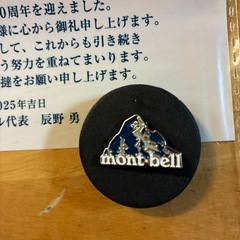 0周年を迎えました。
様に心から御礼申し上げます。
て、これからも引き続き
う努力を重ねてまいります。
撻をお願い申し上げます。
025年吉日
ル代表 辰野 勇
mont-bell